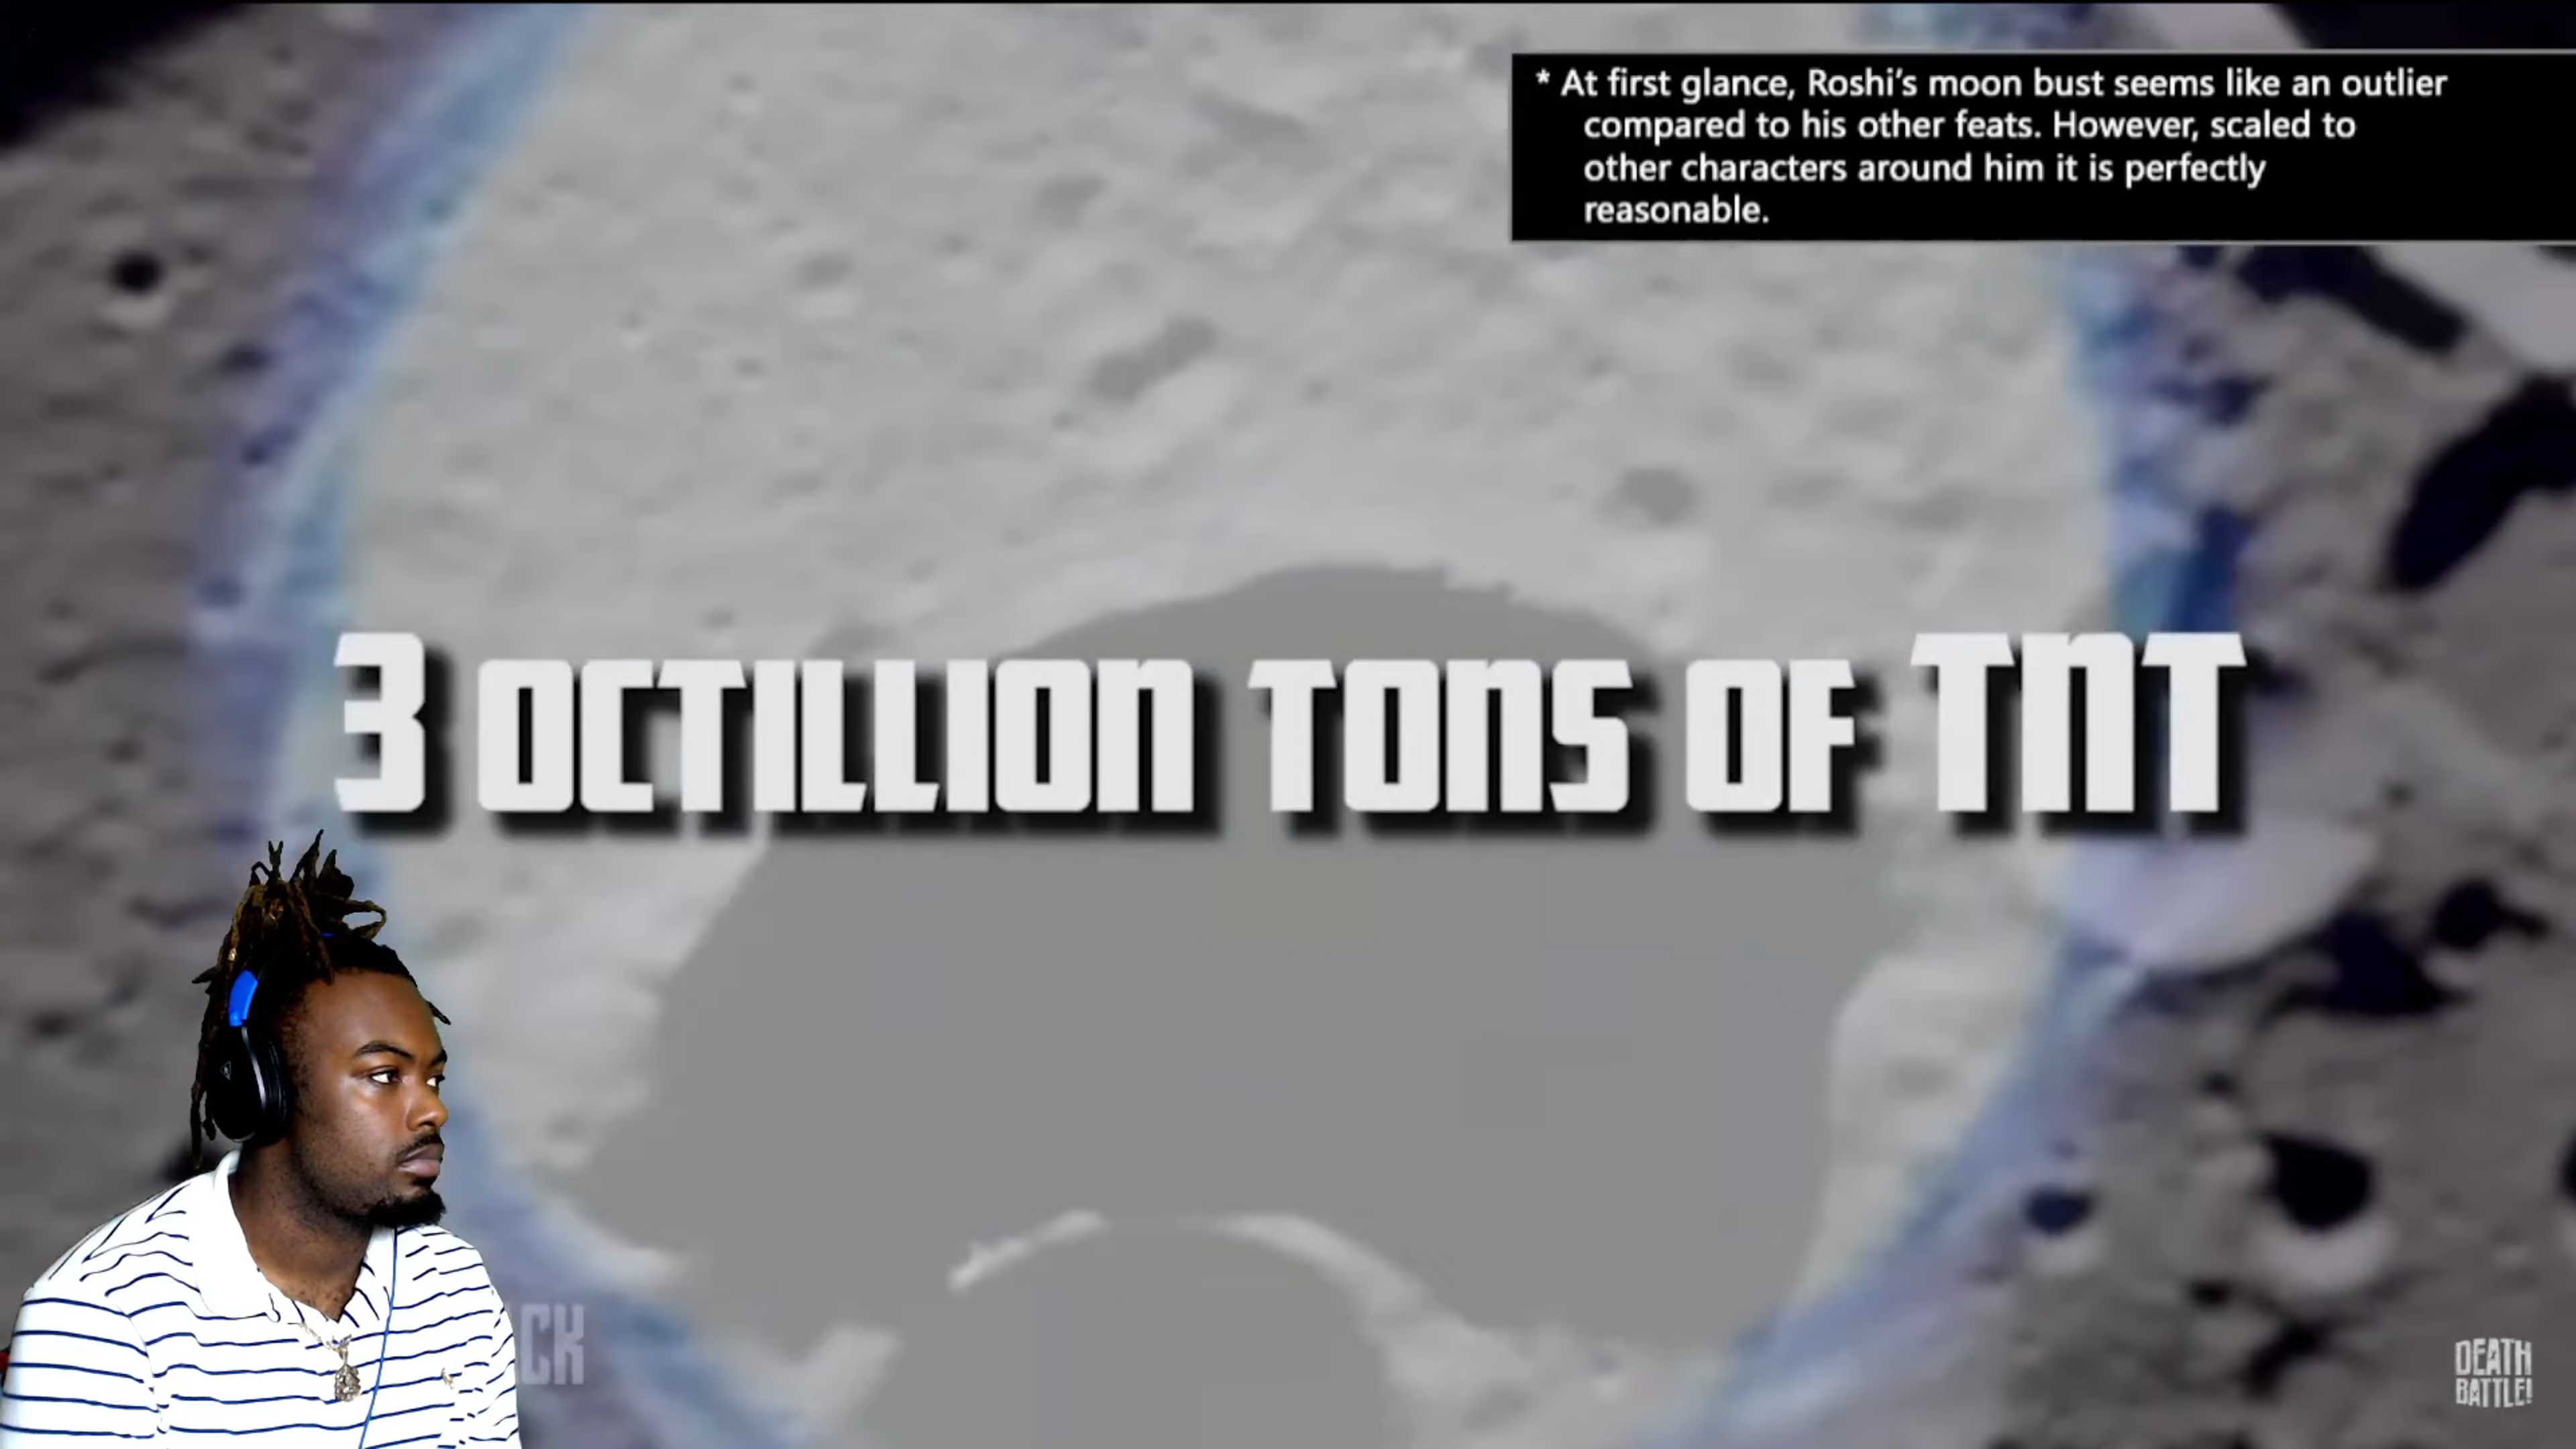 * At first glance, Roshi's moon bust seems like an outlier
compared to his other feats. However, scaled to
other characters around him it is perfectly
reasonable.
3 OCTILLION TONS OF TNT
CK
DEATH
BATTLE!